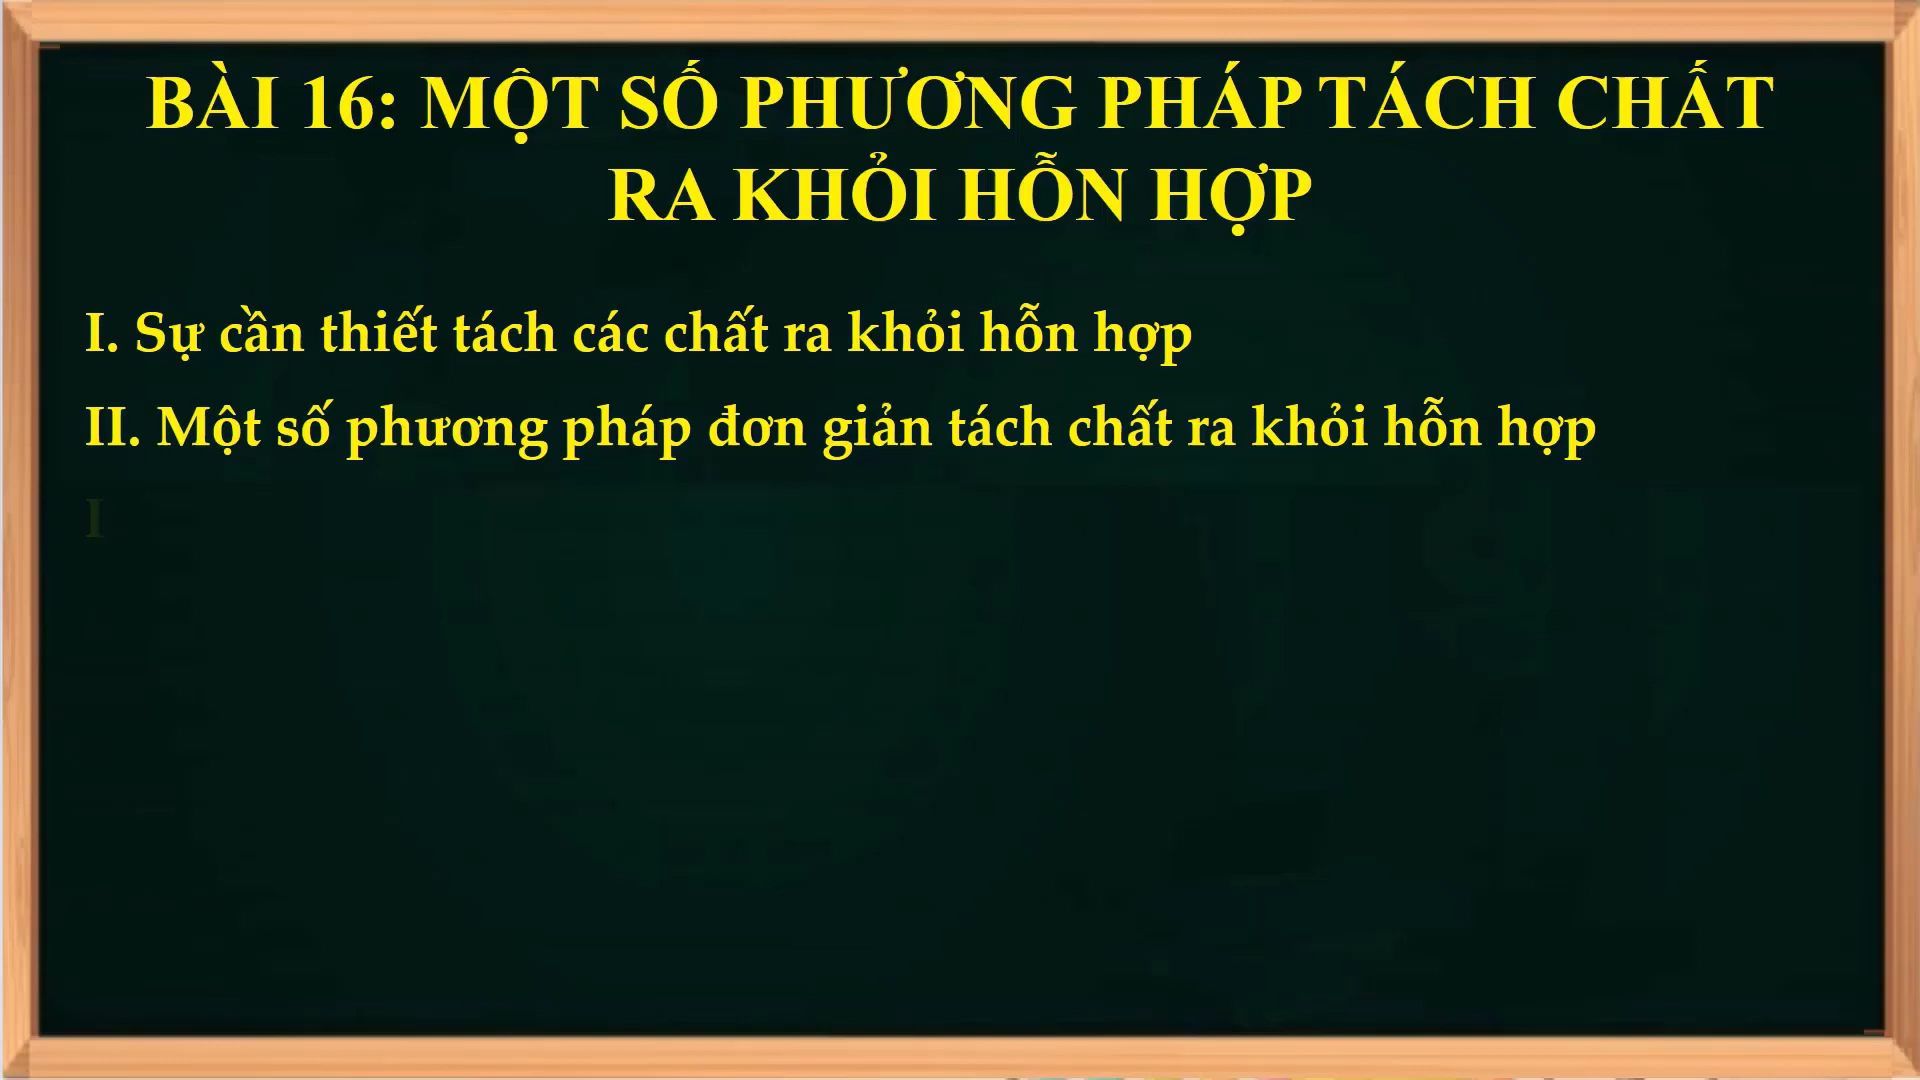 BÀI 16: MỘT SỐ PHƯƠNG PHÁP TÁCH CHẤT
RA KHỎI HỖN HỢP
I. Sự cần thiết tách các chất ra khỏi hỗn hợp
II. Một số phương pháp đơn giản tách chất ra khỏi hỗn hợp
I